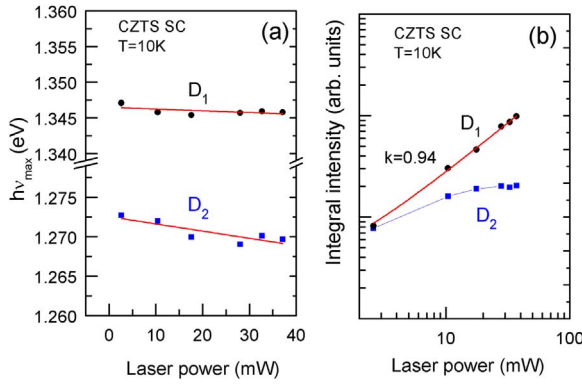 CZTS SC
T=10K
(a)
D1
D2
hνmax (eV)
1.360
1.355
1.350
1.345
1.340
1.275
1.270
1.265
1.260
0
10
20
30
40
Laser power (mW)
CZTS SC
T=10K
(b)
D1
k=0.94
D2
Integral intensity (arb. units)
10
100
Laser power (mW)